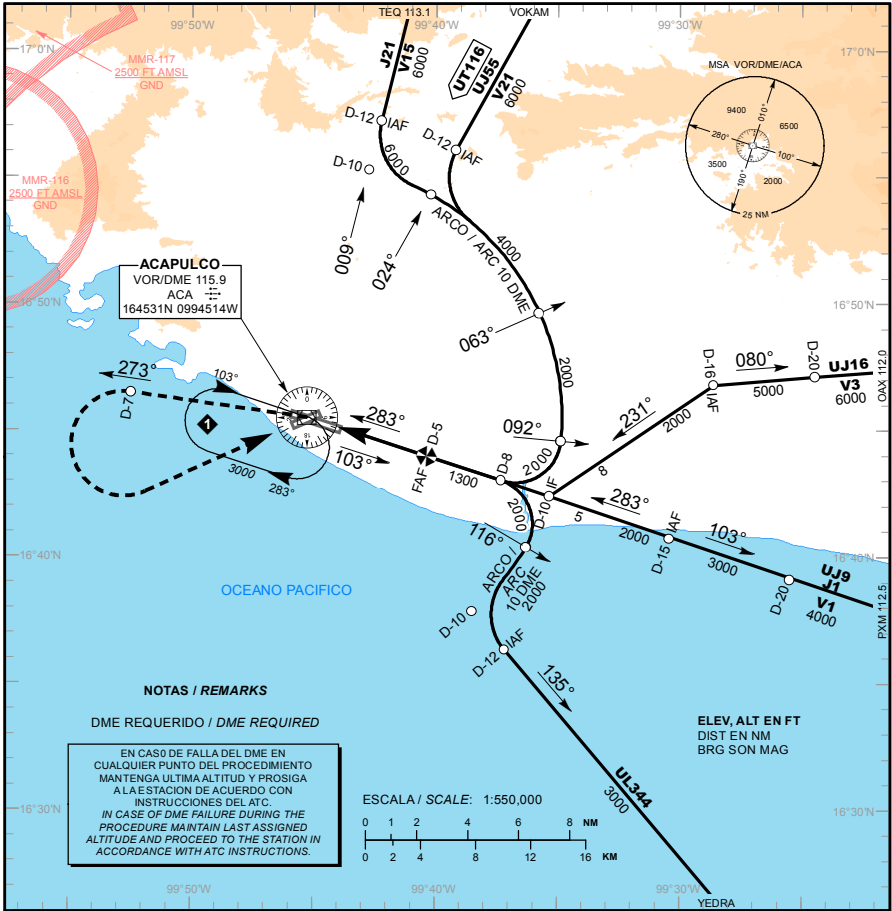 99°50'W
TEQ 113.1
99°40'W
VOKAM
99°30'W
17°0'N
17°0'N
MMR-117
2500 FT AMSL
GND
J21
V15
6000
UT116
UJ55
V21
6000
MSA VOR/DME/ACA
9400
010°
6500
280°
100°
3500
190°
2000
25 NM
D-12 IAF
D-12 IAF
D-10
6000
MMR-116
2500 FT AMSL
GND
ARCO / ARC 10 DME
4000
009°
024°
ACAPULCO
VOR/DME 115.9
ACA
164531N 0994514W
16°50'N
16°50'N
063°
2000
D-16
IAF
080°
D-20
UJ16
V3
6000
OAX 112.0
5000
231°
2000
8
273°
103°
D-7
1
0
18
283°
103°
3000
283°
D-5
FAF
1300
092°
D-8
2000
D-10
IF
283°
5
2000
IAF
D-15
103°
3000
D-20
UJ9
J1
V1
4000
PXM 112.5
2000
116°
16°40'N
16°40'N
ARCO /
ARC
10 DME
2000
OCEANO PACIFICO
D-10
D-12 IAF
135°
NOTAS / REMARKS
DME REQUERIDO / DME REQUIRED
EN CASO DE FALLA DEL DME EN
CUALQUIER PUNTO DEL PROCEDIMIENTO
MANTENGA ULTIMA ALTITUD Y PROSIGA
A LA ESTACION DE ACUERDO CON
INSTRUCCIONES DEL ATC.
IN CASE OF DME FAILURE DURING THE
PROCEDURE MAINTAIN LAST ASSIGNED
ALTITUDE AND PROCEED TO THE STATION IN
ACCORDANCE WITH ATC INSTRUCTIONS.
ELEV, ALT EN FT
DIST EN NM
BRG SON MAG
UL344
3000
16°30'N
16°30'N
ESCALA / SCALE: 1:550,000
0 1 2 4 6 8 NM
0 2 4 8 12 16 KM
99°50'W
99°40'W
99°30'W
YEDRA